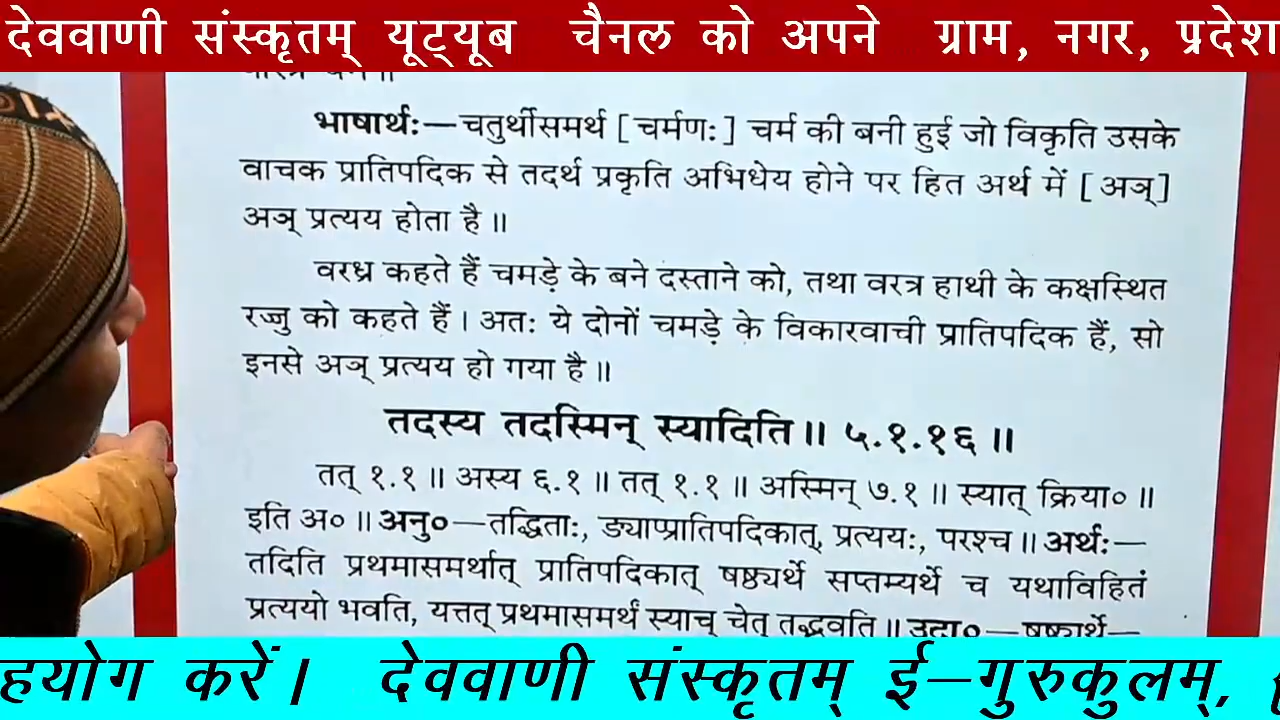 देववाणी संस्कृतम् यूट्यूब चैनल को अपने ग्राम, नगर, प्रदेश
भाषार्थः—चतुर्थीसमर्थ [चर्मणः] चर्म की बनी हुई जो विकृति उसके
वाचक प्रातिपदिक से तदर्थ प्रकृति अभिधेय होने पर हित अर्थ में [अञ्]
अञ् प्रत्यय होता है ॥
वरध्र कहते हैं चमड़े के बने दस्ताने को, तथा वरत्र हाथी के कक्षस्थित
रज्जु को कहते हैं । अतः ये दोनों चमड़े के विकारवाची प्रातिपदिक हैं, सो
इनसे अञ् प्रत्यय हो गया है ॥
तदस्य तदस्मिन् स्यादिति ॥ ५.१.१६ ॥
तत् १.१ ॥ अस्य ६.१ ॥ तत् १.१ ॥ अस्मिन् ७.१ ॥ स्यात् क्रिया० ॥
इति अ० ॥ अनु०—तद्धिताः, ङ्याप्प्रातिपदिकात्, प्रत्ययः, परश्च ॥ अर्थः—
तदिति प्रथमासमर्थात् प्रातिपदिकात् षष्ठ्यर्थे सप्तम्यर्थे च यथाविहितं
प्रत्ययो भवति, यत्तत् प्रथमासमर्थं स्याच् चेत् तद्भवति ॥ उदा०—
हयोग करें । देववाणी संस्कृतम् ई—गुरुकुलम्,